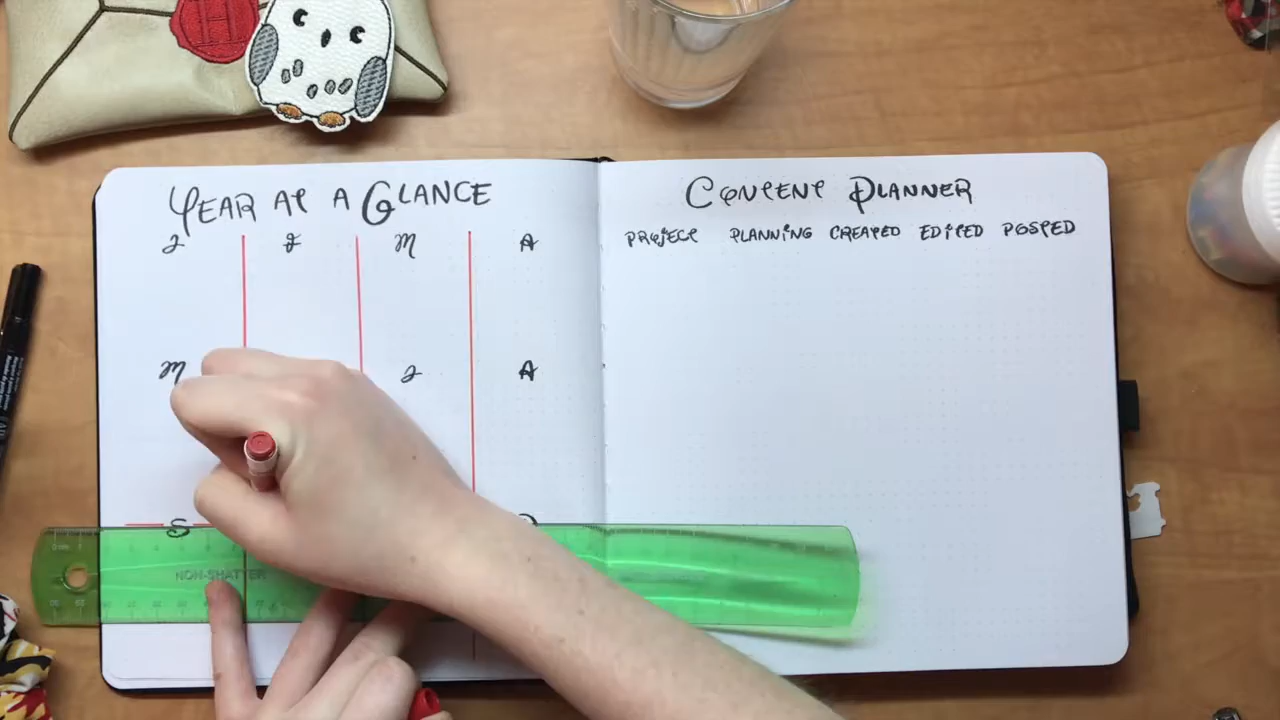 YEAR AT A GLANCE
J F M A
M J A
S
CONTENT PLANNER
PROJECT PLANNING CREATED EDITED POSTED
NON-SHATTER
H